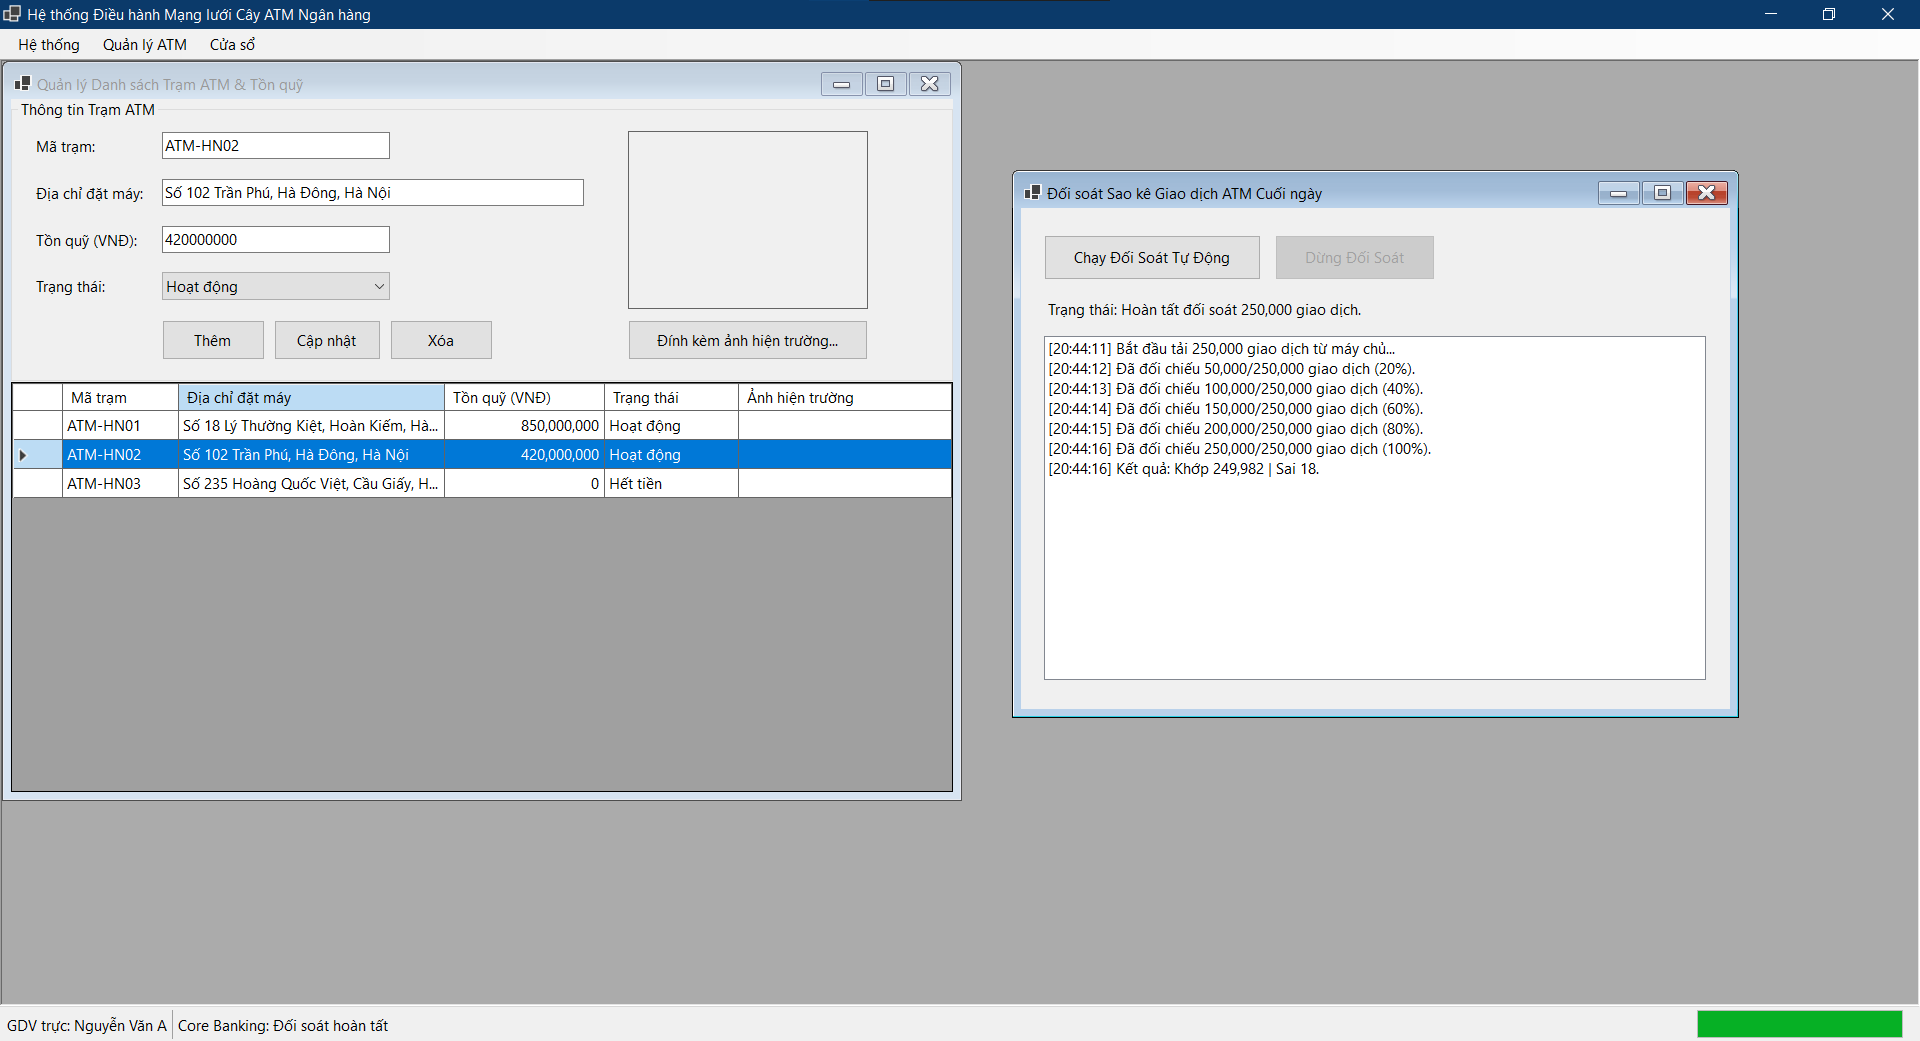 Hệ thống Điều hành Mạng lưới Cây ATM Ngân hàng
Hệ thống Quản lý ATM Cửa sổ
Quản lý Danh sách Trạm ATM & Tồn quỹ
Thông tin Trạm ATM
Mã trạm: ATM-HN02
Địa chỉ đặt máy: Số 102 Trần Phú, Hà Đông, Hà Nội
Tồn quỹ (VNĐ): 420000000
Trạng thái: Hoạt động
Thêm Cập nhật Xóa Đính kèm ảnh hiện trường...
Mã trạm Địa chỉ đặt máy Tồn quỹ (VNĐ) Trạng thái Ảnh hiện trường
ATM-HN01 Số 18 Lý Thường Kiệt, Hoàn Kiếm, Hà... 850,000,000 Hoạt động
ATM-HN02 Số 102 Trần Phú, Hà Đông, Hà Nội 420,000,000 Hoạt động
ATM-HN03 Số 235 Hoàng Quốc Việt, Cầu Giấy, H... 0 Hết tiền
Đối soát Sao kê Giao dịch ATM Cuối ngày
Chạy Đối Soát Tự Động Dừng Đối Soát
Trạng thái: Hoàn tất đối soát 250,000 giao dịch.
[20:44:11] Bắt đầu tải 250,000 giao dịch từ máy chủ...
[20:44:12] Đã đối chiếu 50,000/250,000 giao dịch (20%).
[20:44:13] Đã đối chiếu 100,000/250,000 giao dịch (40%).
[20:44:14] Đã đối chiếu 150,000/250,000 giao dịch (60%).
[20:44:15] Đã đối chiếu 200,000/250,000 giao dịch (80%).
[20:44:16] Đã đối chiếu 250,000/250,000 giao dịch (100%).
[20:44:16] Kết quả: Khớp 249,982 | Sai 18.
GDV trực: Nguyễn Văn A Core Banking: Đối soát hoàn tất